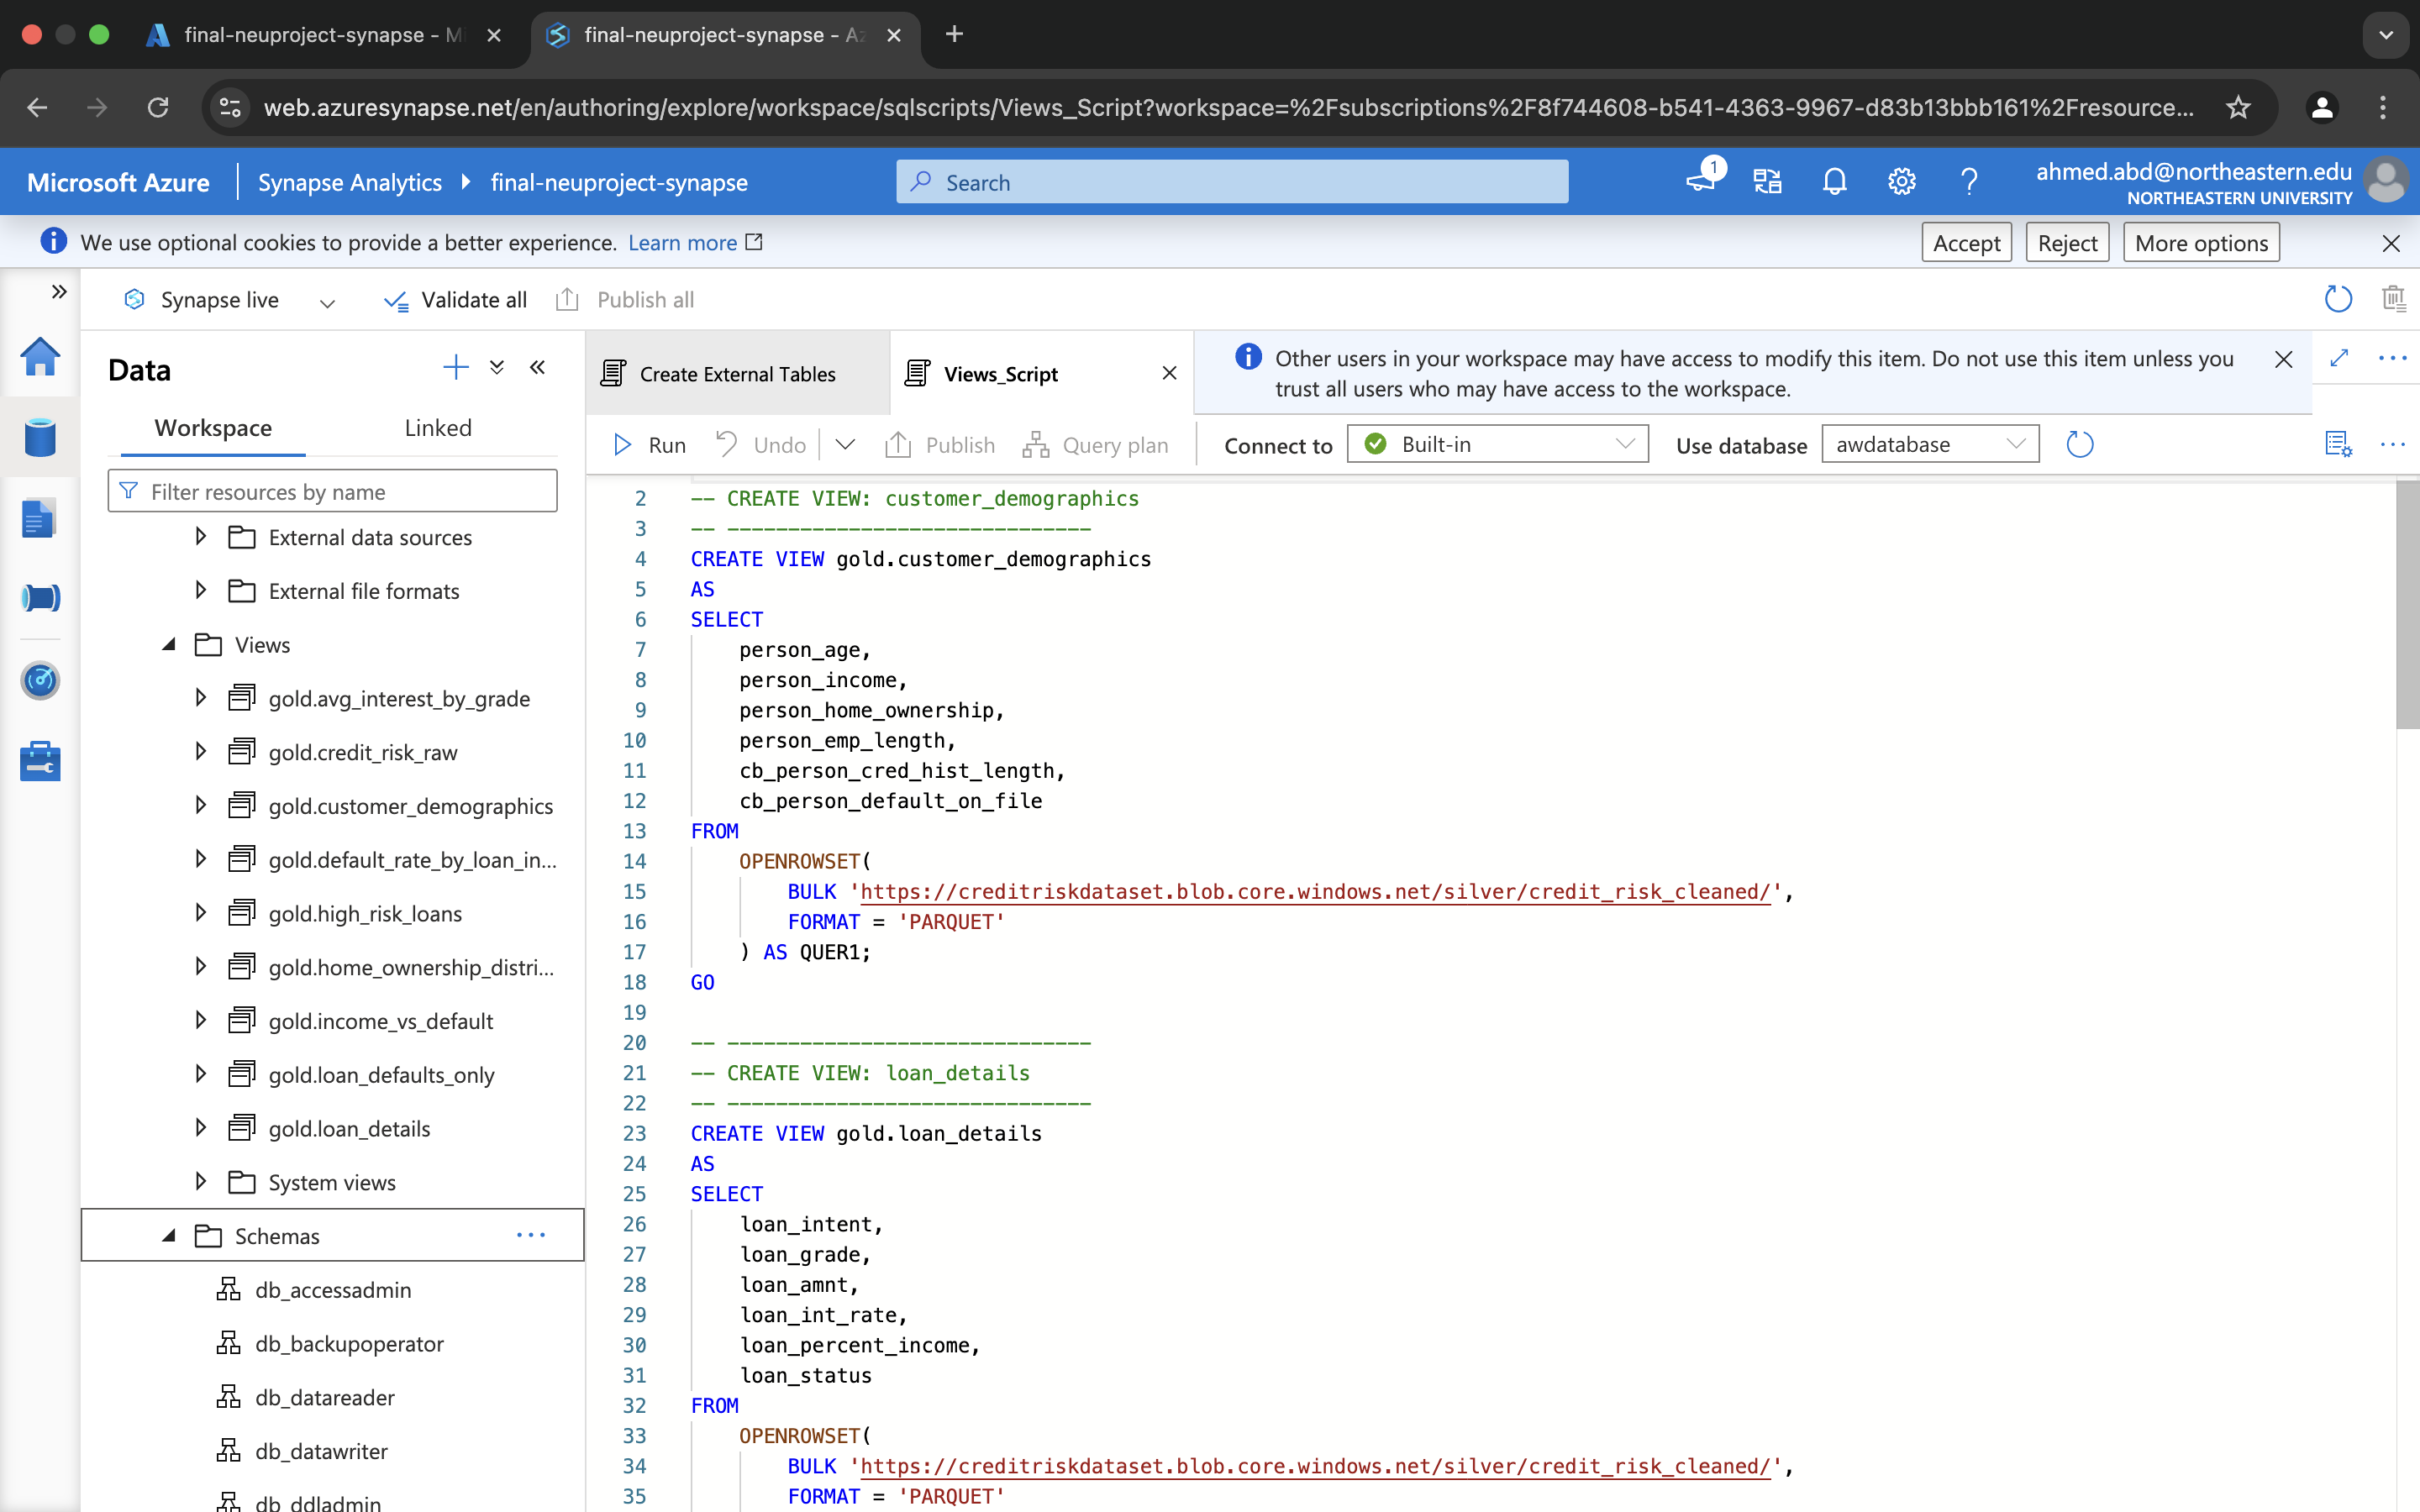 final-neuproject-synapse - Mi
final-neuproject-synapse - Az
web.azuresynapse.net/en/authoring/explore/workspace/sqlscripts/Views_Script?workspace=%2Fsubscriptions%2F8f744608-b541-4363-9967-d83b13bbb161%2Fresource...
Microsoft Azure
Synapse Analytics
final-neuproject-synapse
Search
1
ahmed.abd@northeastern.edu
NORTHEASTERN UNIVERSITY
We use optional cookies to provide a better experience. Learn more
Accept
Reject
More options
Synapse live
Validate all
Publish all
Data
Workspace
Linked
Filter resources by name
External data sources
External file formats
Views
gold.avg_interest_by_grade
gold.credit_risk_raw
gold.customer_demographics
gold.default_rate_by_loan_in...
gold.high_risk_loans
gold.home_ownership_distri...
gold.income_vs_default
gold.loan_defaults_only
gold.loan_details
System views
Schemas
db_accessadmin
db_backupoperator
db_datareader
db_datawriter
db_ddladmin
Create External Tables
Views_Script
Other users in your workspace may have access to modify this item. Do not use this item unless you
trust all users who may have access to the workspace.
Run
Undo
Publish
Query plan
Connect to
Built-in
Use database
awdatabase
2 -- CREATE VIEW: customer_demographics
3 -- ------------------------------
4 CREATE VIEW gold.customer_demographics
5 AS
6 SELECT
7 person_age,
8 person_income,
9 person_home_ownership,
10 person_emp_length,
11 cb_person_cred_hist_length,
12 cb_person_default_on_file
13 FROM
14 OPENROWSET(
15 BULK 'https://creditriskdataset.blob.core.windows.net/silver/credit_risk_cleaned/',
16 FORMAT = 'PARQUET'
17 ) AS QUER1;
18 GO
19
20 -- ------------------------------
21 -- CREATE VIEW: loan_details
22 -- ------------------------------
23 CREATE VIEW gold.loan_details
24 AS
25 SELECT
26 loan_intent,
27 loan_grade,
28 loan_amnt,
29 loan_int_rate,
30 loan_percent_income,
31 loan_status
32 FROM
33 OPENROWSET(
34 BULK 'https://creditriskdataset.blob.core.windows.net/silver/credit_risk_cleaned/',
35 FORMAT = 'PARQUET'